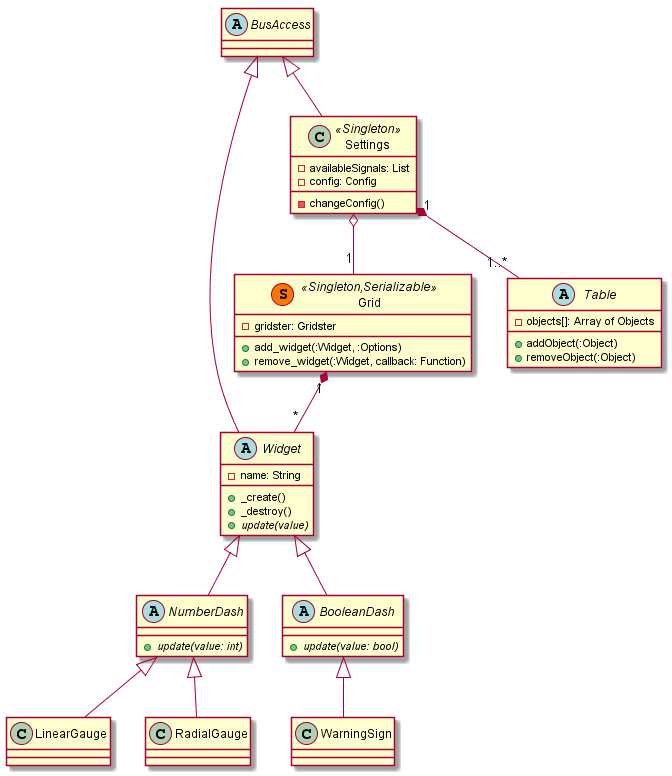 A BusAccess
«Singleton»
C Settings
availableSignals: List
config: Config
changeConfig()
1
1
1..*
«Singleton,Serializable»
S Grid
gridster: Gridster
add_widget(:Widget, :Options)
remove_widget(:Widget, callback: Function)
A Table
objects[]: Array of Objects
addObject(:Object)
removeObject(:Object)
1
*
A Widget
name: String
_create()
_destroy()
update(value)
A NumberDash
update(value: int)
A BooleanDash
update(value: bool)
C LinearGauge
C RadialGauge
C WarningSign